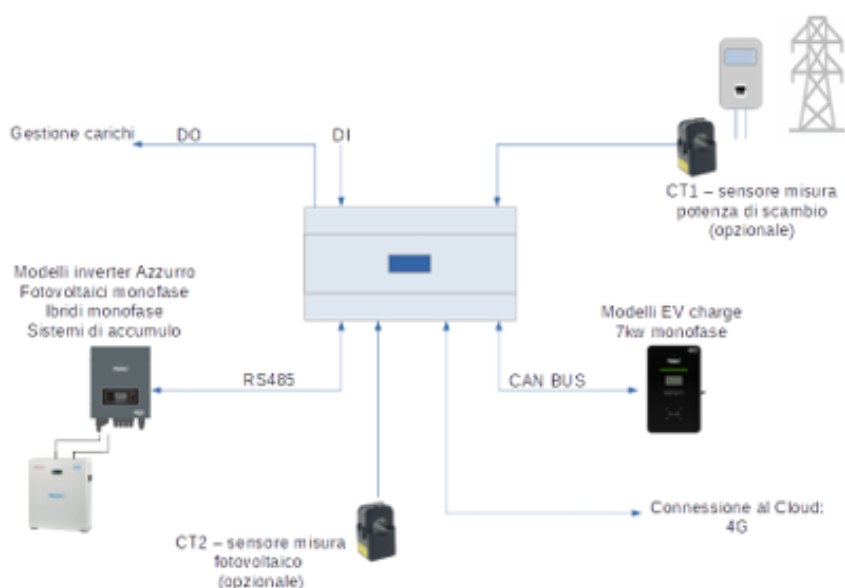 Gestione carichi
DO
DI
CT1 – sensore misura
potenza di scambio
(opzionale)
Modelli inverter Azzurro
Fotovoltaici monofase
Ibridi monofase
Sistemi di accumulo
Modelli EV charge
7kw monofase
RS485
CAN BUS
Connessione al Cloud:
4G
CT2 – sensore misura
fotovoltaico
(opzionale)